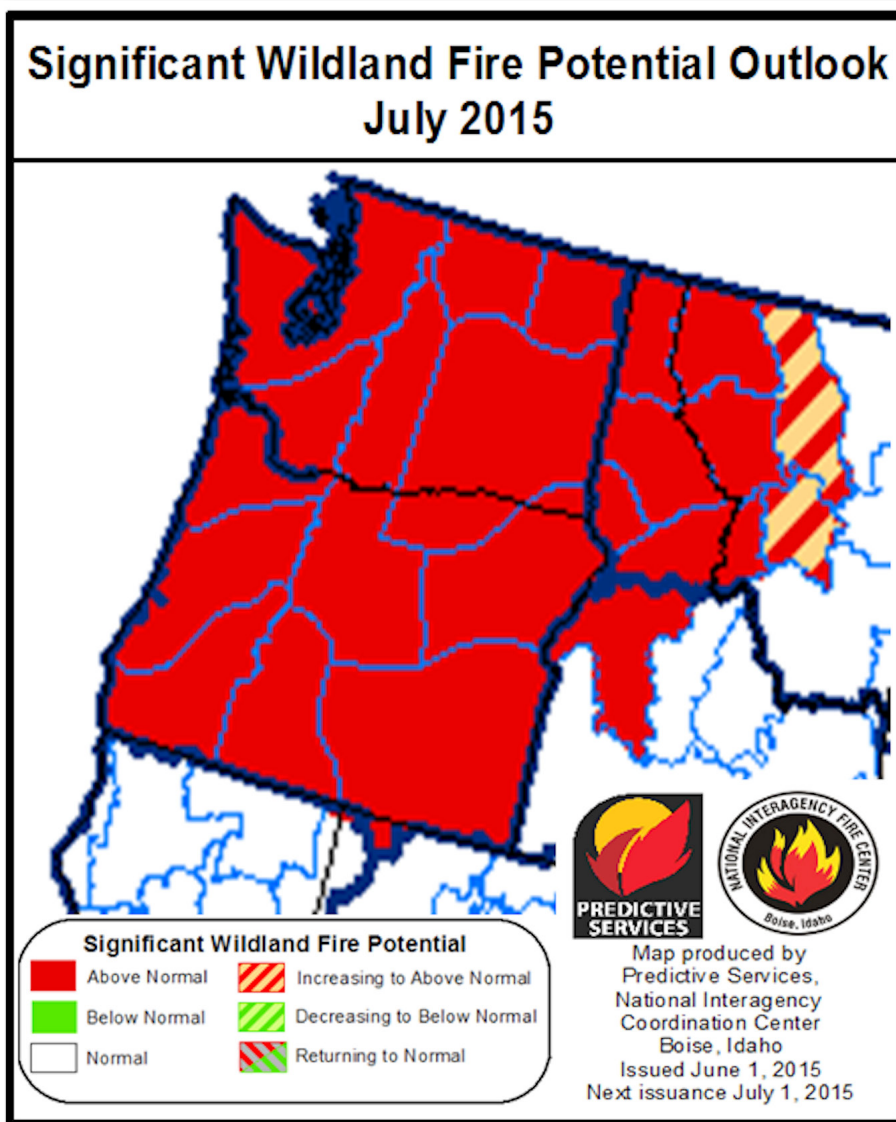 Significant Wildland Fire Potential Outlook
July 2015
PREDICTIVE
SERVICES
NATIONAL INTERAGENCY FIRE CENTER
Boise, Idaho
Significant Wildland Fire Potential
Above Normal
Increasing to Above Normal
Below Normal
Decreasing to Below Normal
Normal
Returning to Normal
Map produced by
Predictive Services,
National Interagency
Coordination Center
Boise, Idaho
Issued June 1, 2015
Next issuance July 1, 2015